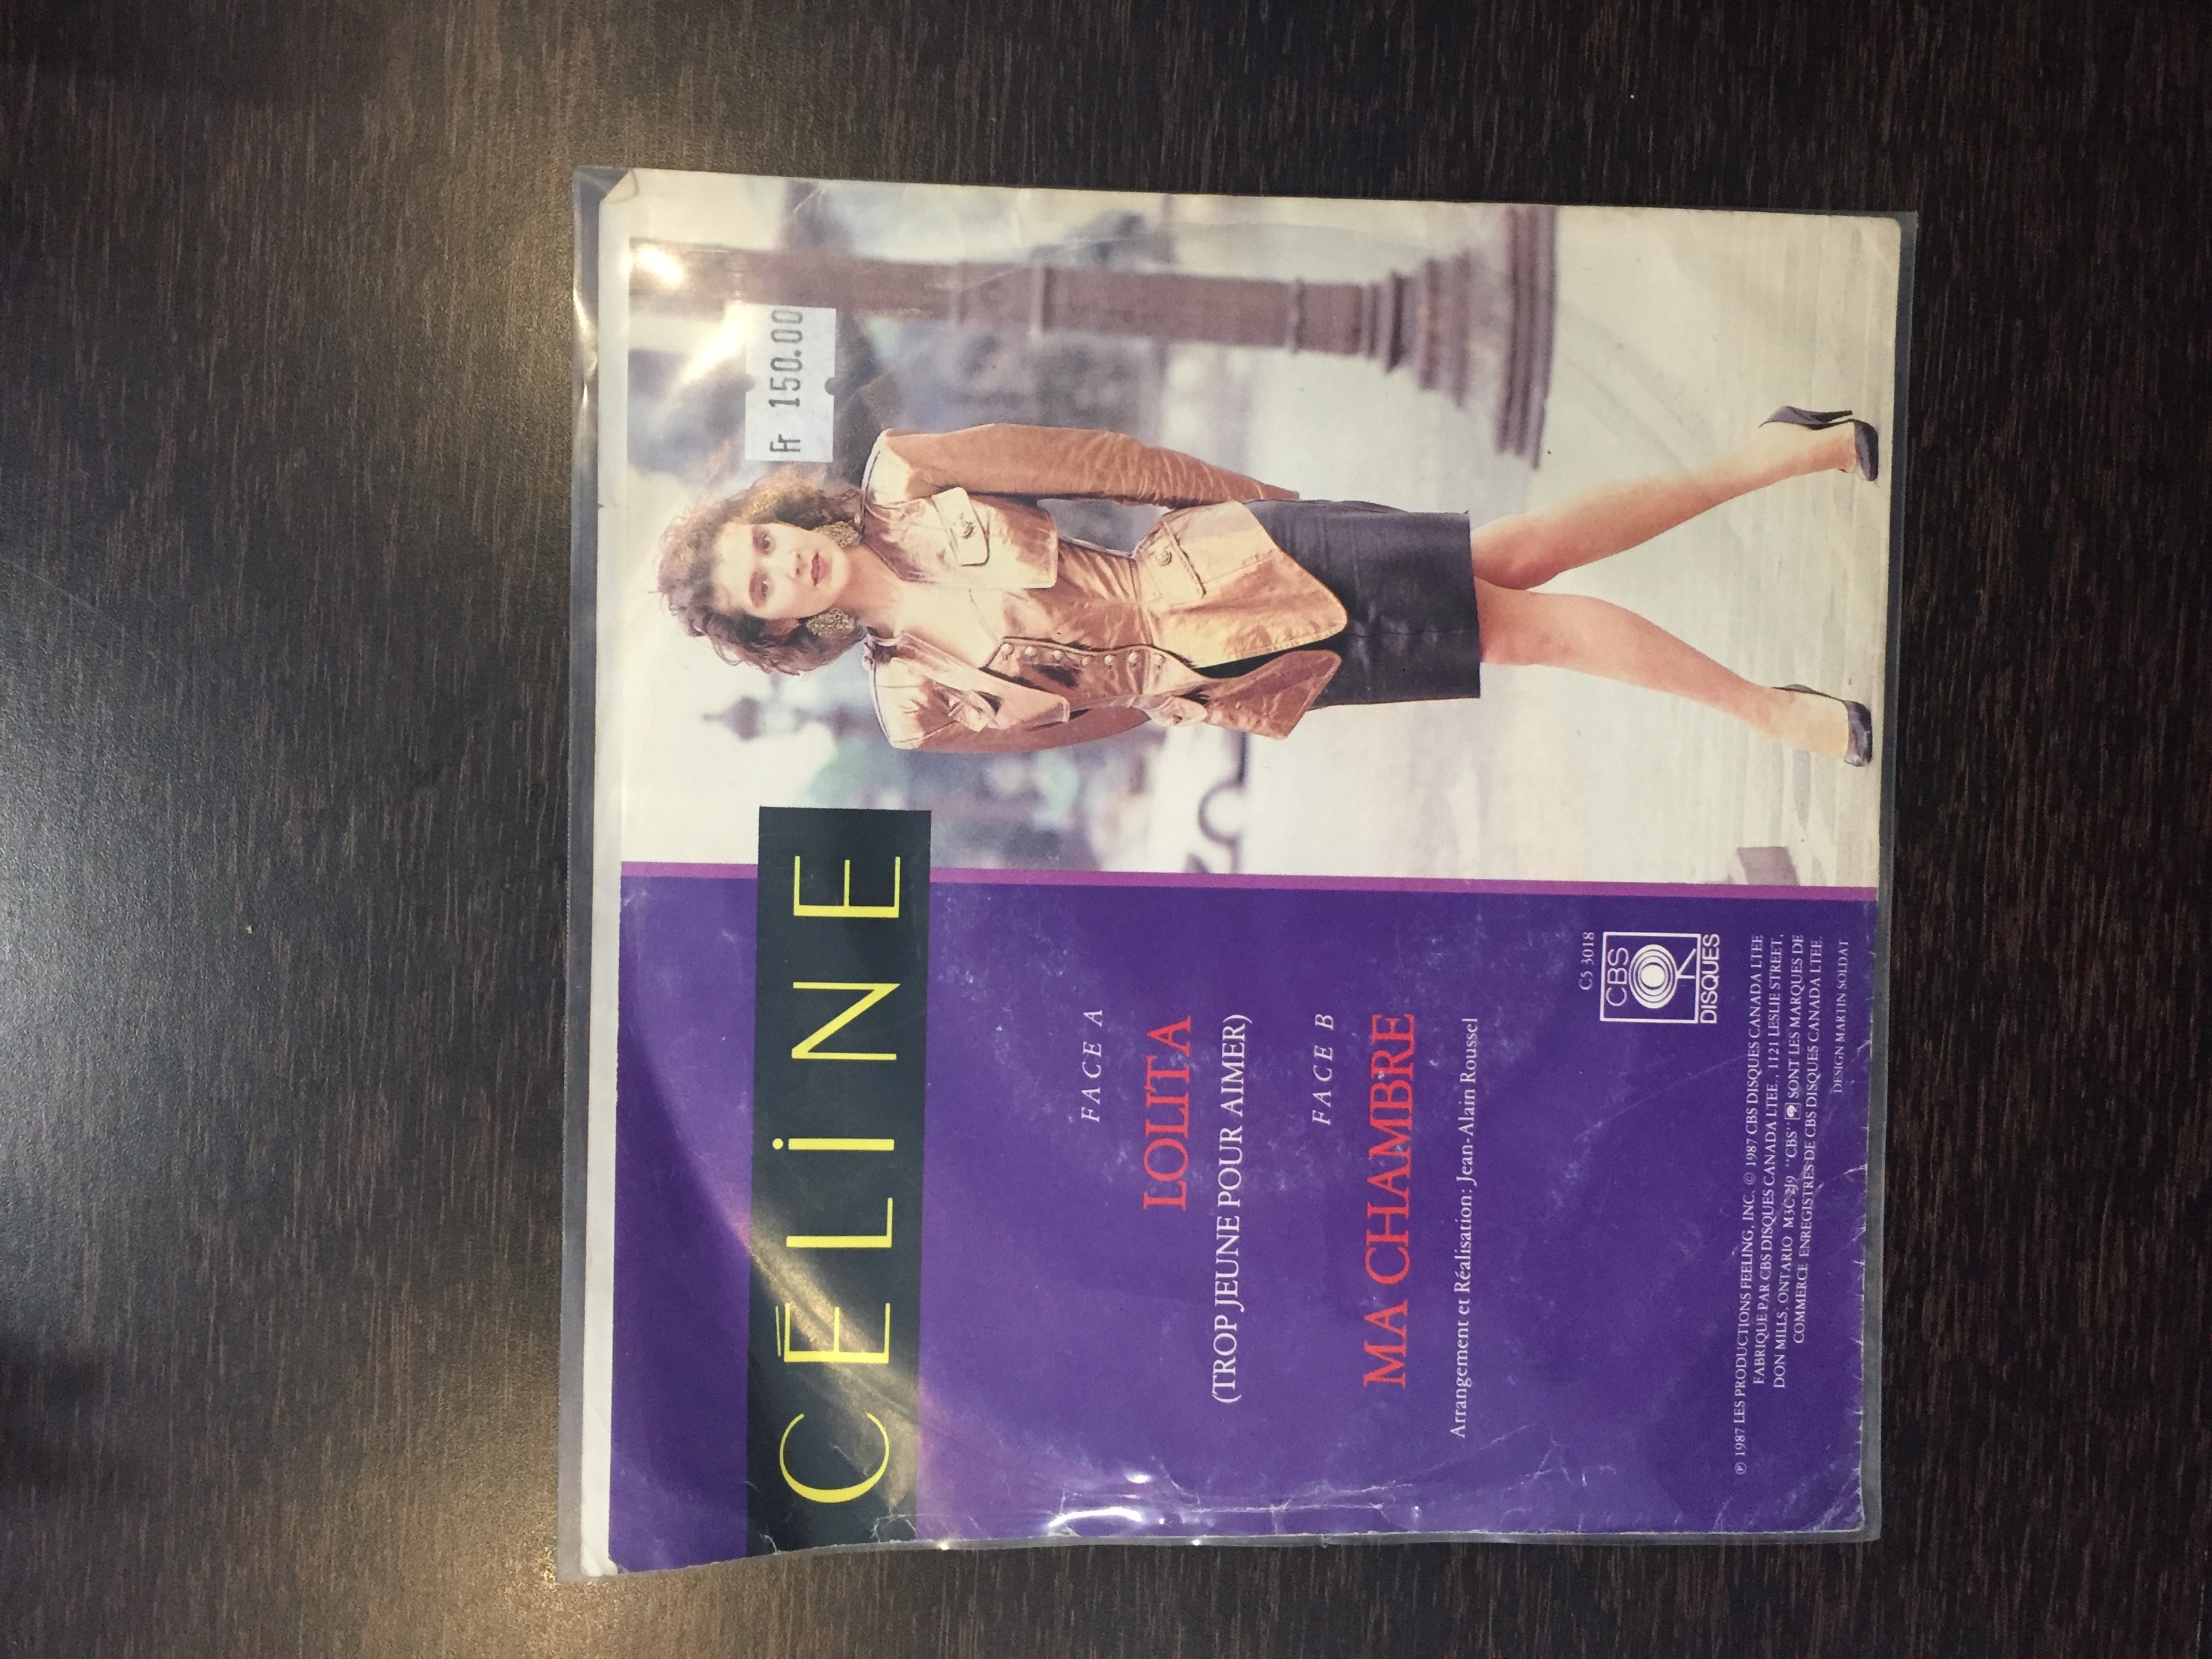 CÉLiNE
Fr 150.00
FACE A
LOLITA
(TROP JEUNE POUR AIMER)
FACE B
MA CHAMBRE
Arrangement et Réalisation: Jean-Alain Roussel
C5 3018
CBS
DISQUES
℗ 1987 LES PRODUCTIONS FEELING, INC. © 1987 CBS DISQUES CANADA LTEE
FABRIQUE PAR CBS DISQUES CANADA LTEE., 1121 LESLIE STREET,
DON MILLS, ONTARIO M3C 2J9 "CBS" SONT LES MARQUES DE
COMMERCE ENREGISTRES DE CBS DISQUES CANADA LTEE.
DESIGN MARTIN SOLDAT